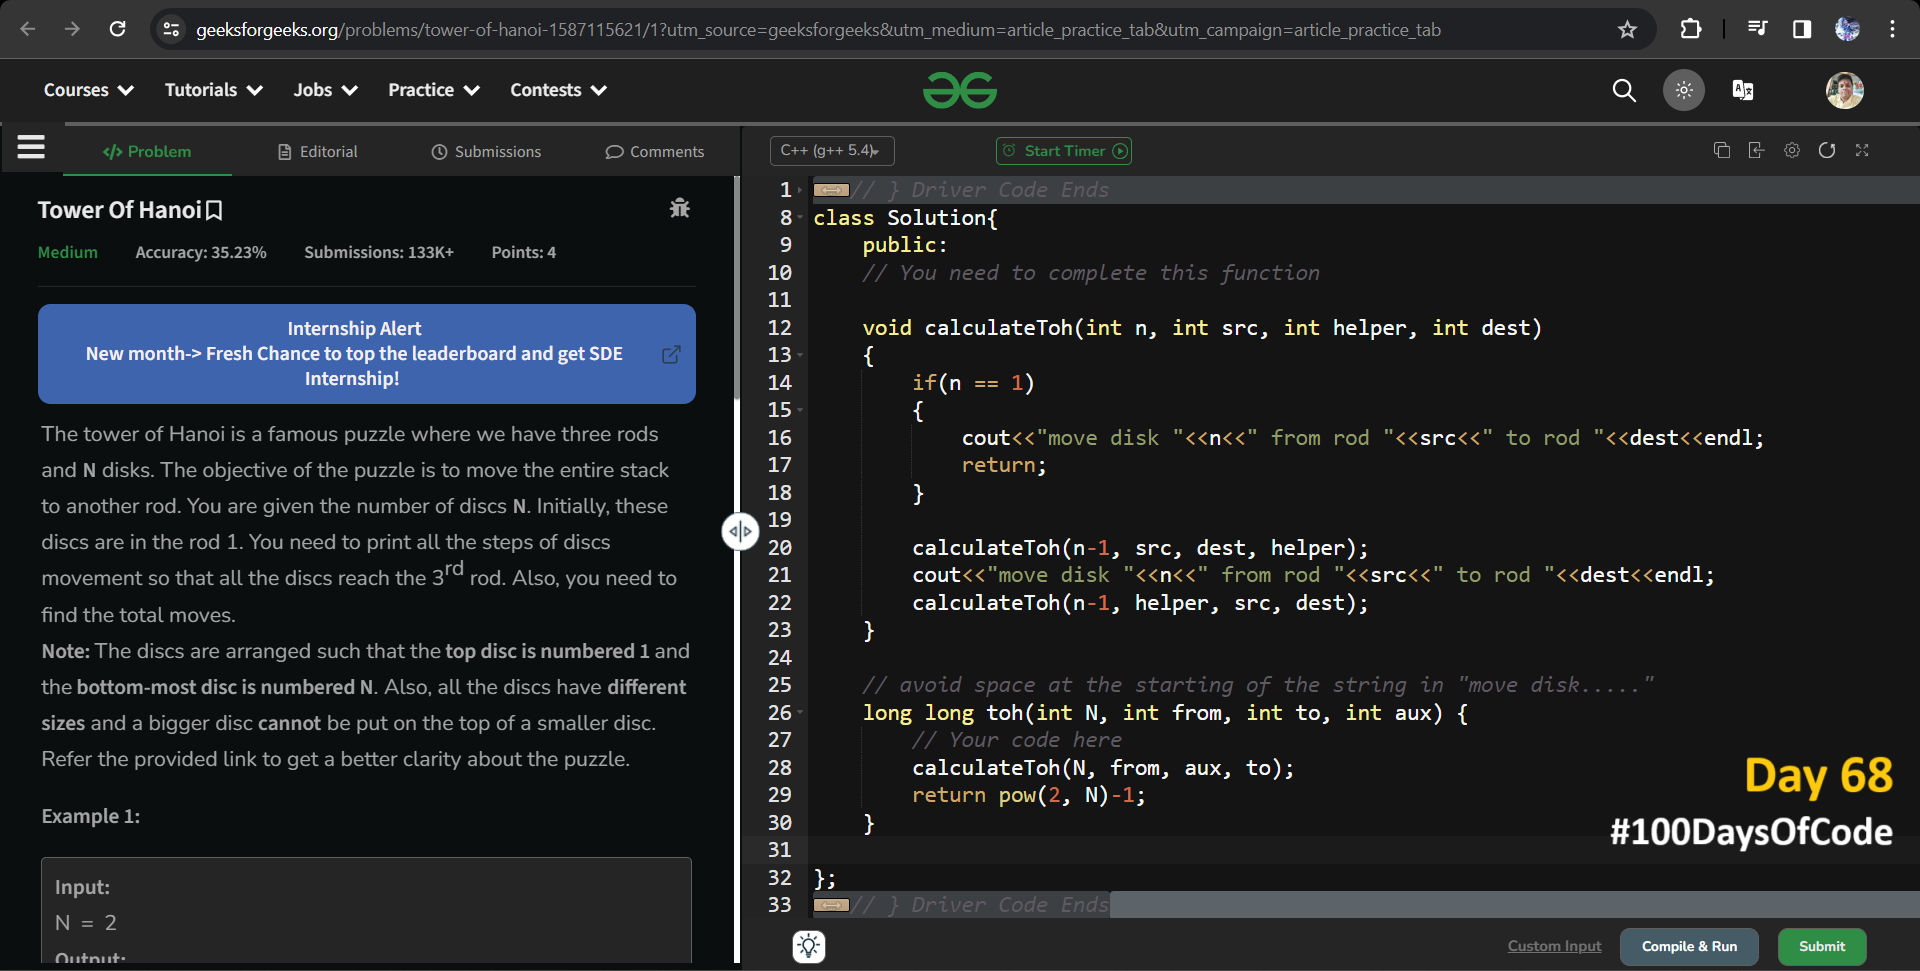 geeksforgeeks.org/problems/tower-of-hanoi-1587115621/1?utm_source=geeksforgeeks&utm_medium=article_practice_tab&utm_campaign=article_practice_tab
Courses Tutorials Jobs Practice Contests
</> Problem Editorial Submissions Comments
Tower Of Hanoi
Medium Accuracy: 35.23% Submissions: 133K+ Points: 4
Internship Alert
New month-> Fresh Chance to top the leaderboard and get SDE
Internship!
The tower of Hanoi is a famous puzzle where we have three rods
and N disks. The objective of the puzzle is to move the entire stack
to another rod. You are given the number of discs N. Initially, these
discs are in the rod 1. You need to print all the steps of discs
movement so that all the discs reach the 3rd rod. Also, you need to
find the total moves.
Note: The discs are arranged such that the top disc is numbered 1 and
the bottom-most disc is numbered N. Also, all the discs have different
sizes and a bigger disc cannot be put on the top of a smaller disc.
Refer the provided link to get a better clarity about the puzzle.
Example 1:
Input:
N = 2
Output:
C++ (g++ 5.4) Start Timer
1 // } Driver Code Ends
8 class Solution{
9 public:
10 // You need to complete this function
11
12 void calculateToh(int n, int src, int helper, int dest)
13 {
14 if(n == 1)
15 {
16 cout<<"move disk "<<n<<" from rod "<<src<<" to rod "<<dest<<endl;
17 return;
18 }
19
20 calculateToh(n-1, src, dest, helper);
21 cout<<"move disk "<<n<<" from rod "<<src<<" to rod "<<dest<<endl;
22 calculateToh(n-1, helper, src, dest);
23 }
24
25 // avoid space at the starting of the string in "move disk....."
26 long long toh(int N, int from, int to, int aux) {
27 // Your code here
28 calculateToh(N, from, aux, to);
29 return pow(2, N)-1;
30 }
31
32 };
33 // } Driver Code Ends
Day 68
#100DaysOfCode
Custom Input Compile & Run Submit